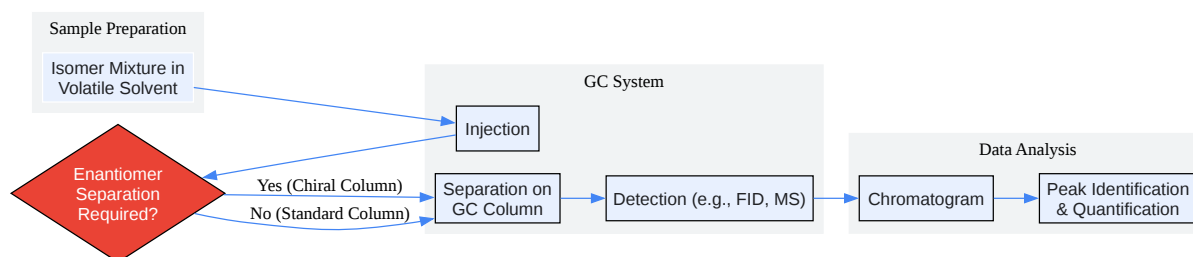 Sample Preparation
Isomer Mixture in
Volatile Solvent
GC System
Injection
Enantiomer
Separation
Required?
Yes (Chiral Column)
No (Standard Column)
Separation on
GC Column
Detection (e.g., FID, MS)
Data Analysis
Chromatogram
Peak Identification
& Quantification